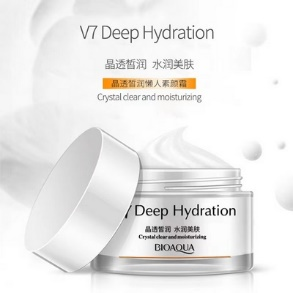 V7 Deep Hydration
晶透皙润 水润美肤
晶透皙润懒人素颜霜
Crystal clear and moisturizing
7 Deep Hydration
晶透皙润 水润美肤
Crystal clear and moisturizing
BIOAQUA